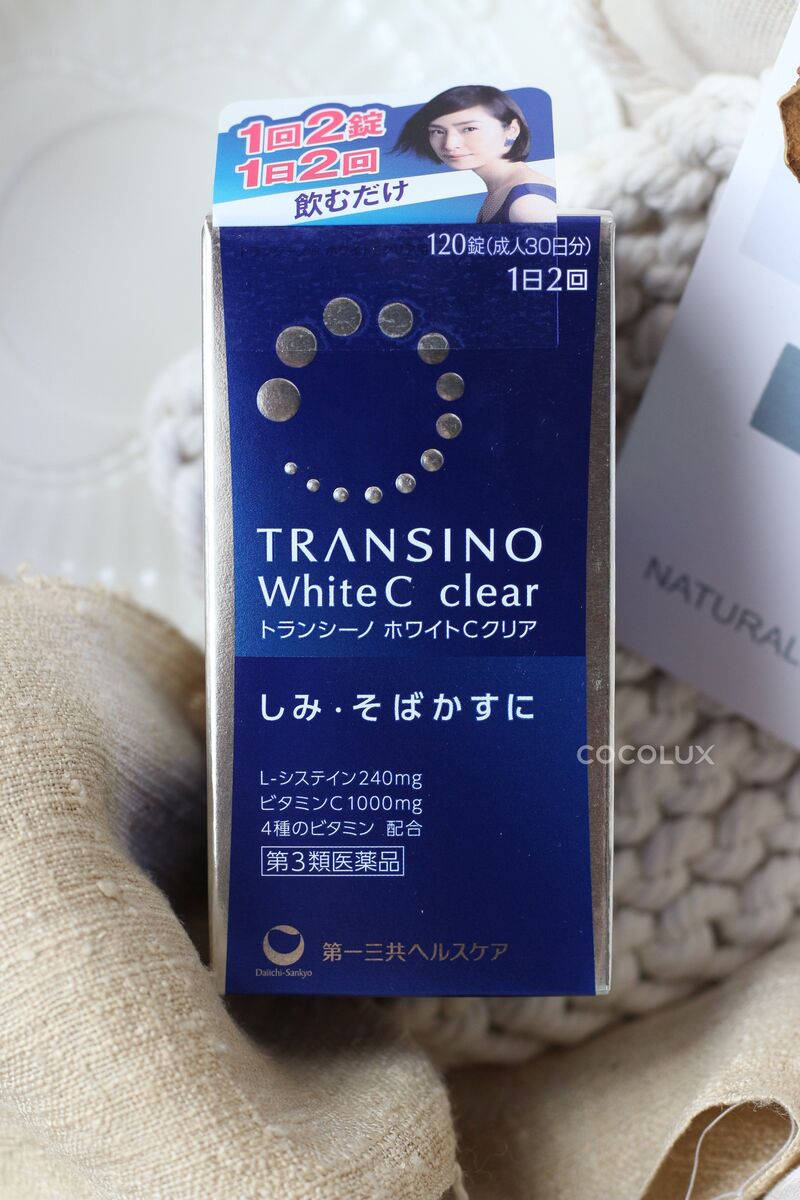 1回2錠
1日2回
飲むだけ
120錠(成人30日分)
1日2回
TRANSINO
WhiteC clear
トランシーノ ホワイトCクリア
しみ・そばかすに
COCOLUX
L-システイン240mg
ビタミンC1000mg
4種のビタミン 配合
第3類医薬品
Daiichi-Sankyo
第一三共ヘルスケア
NATURAL